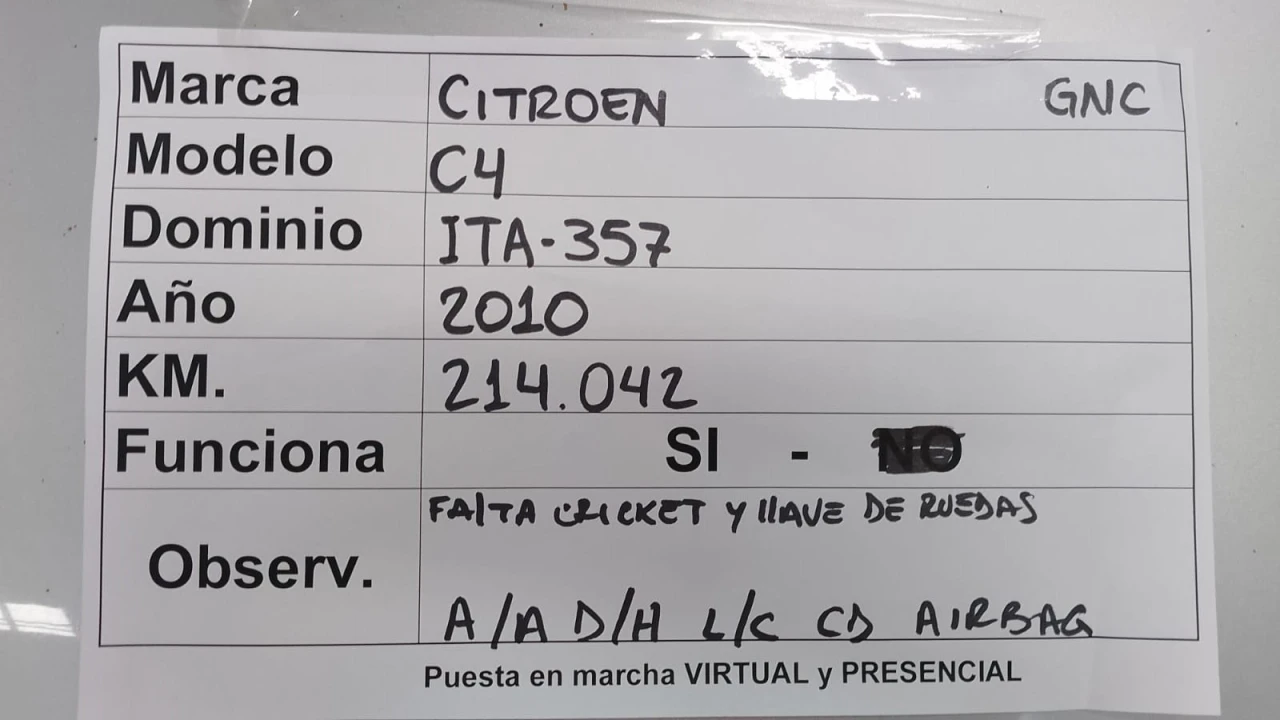 Marca CITROEN GNC
Modelo C4
Dominio ITA-357
Año 2010
KM. 214.042
Funciona SI - NO
FALTA CRICKET Y LLAVE DE RUEDAS
Observ.
A/A D/H L/C CD AIRBAG
Puesta en marcha VIRTUAL y PRESENCIAL